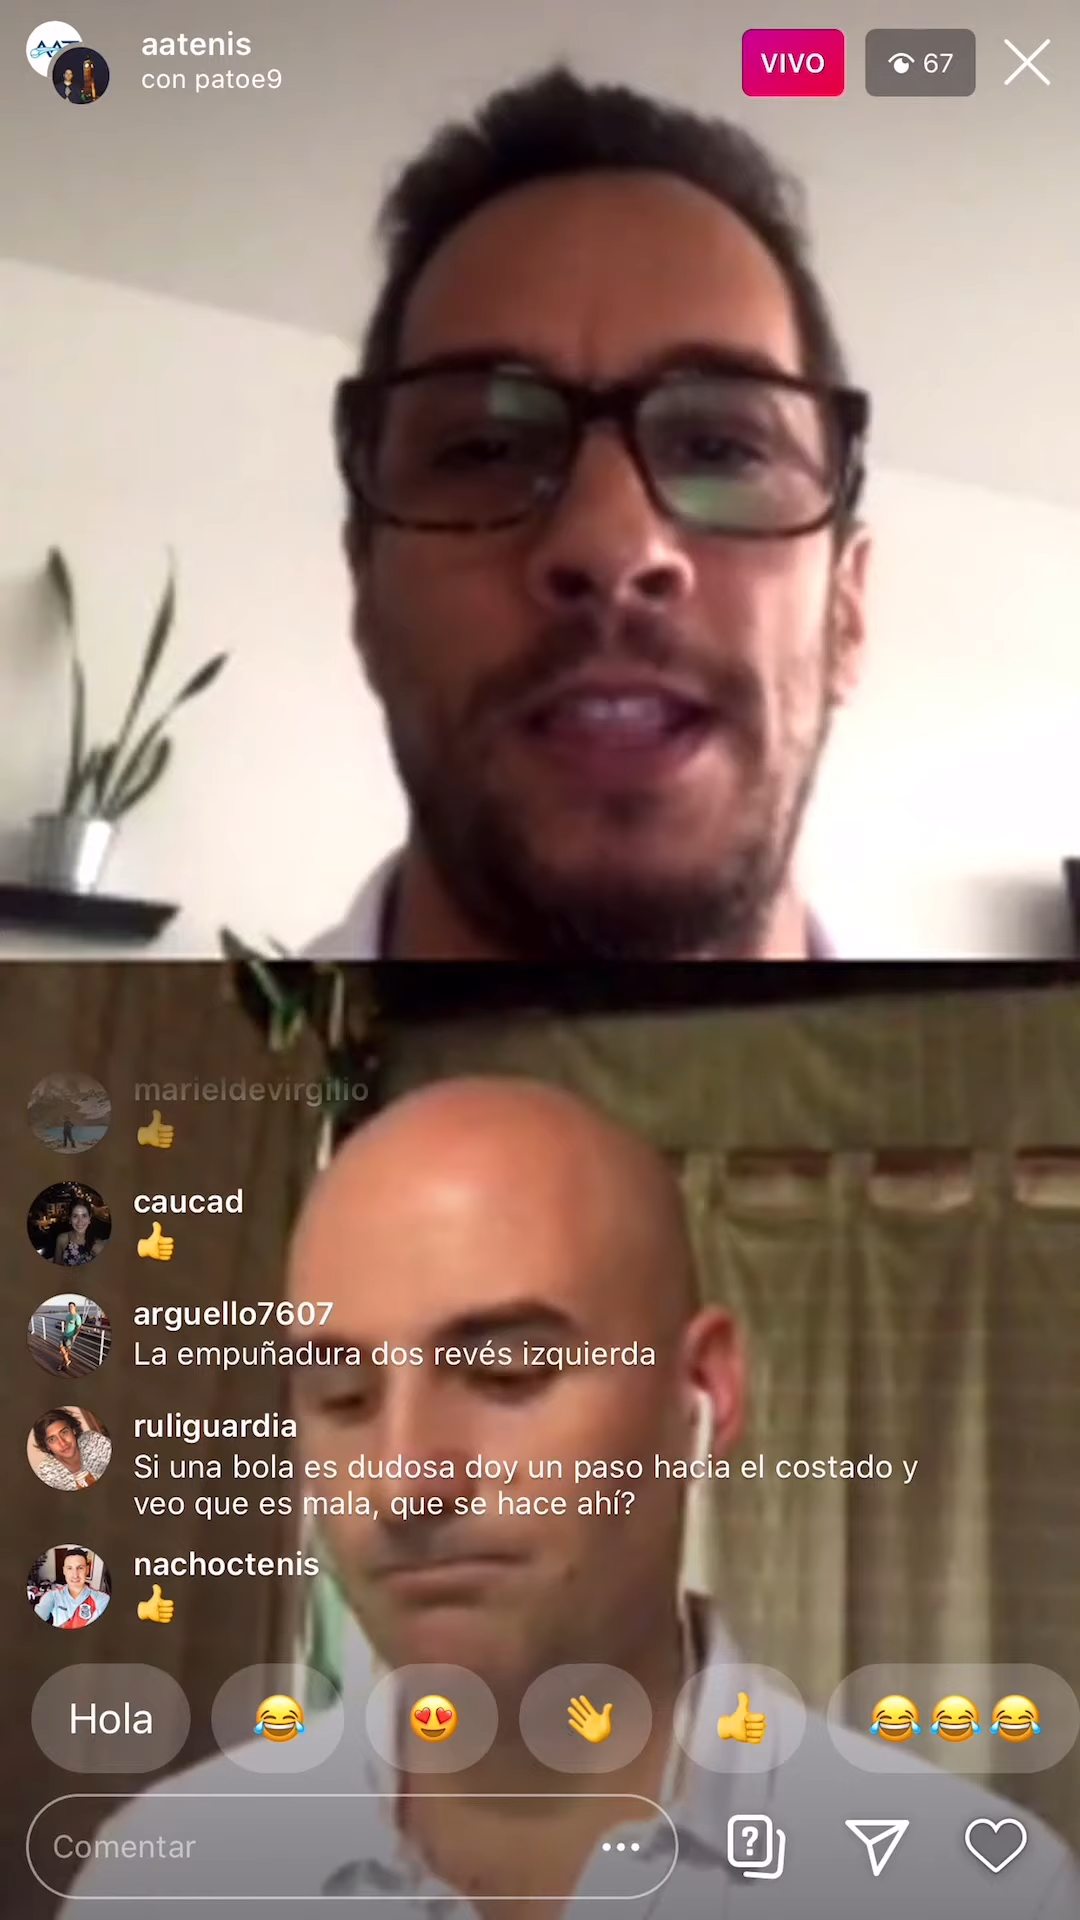 aatenis
con patoe9
VIVO
67
marieldevirgilio
caucad
arguello7607
La empuñadura dos revés izquierda
ruliguardia
Si una bola es dudosa doy un paso hacia el costado y
veo que es mala, que se hace ahí?
nachoctenis
Hola
Comentar